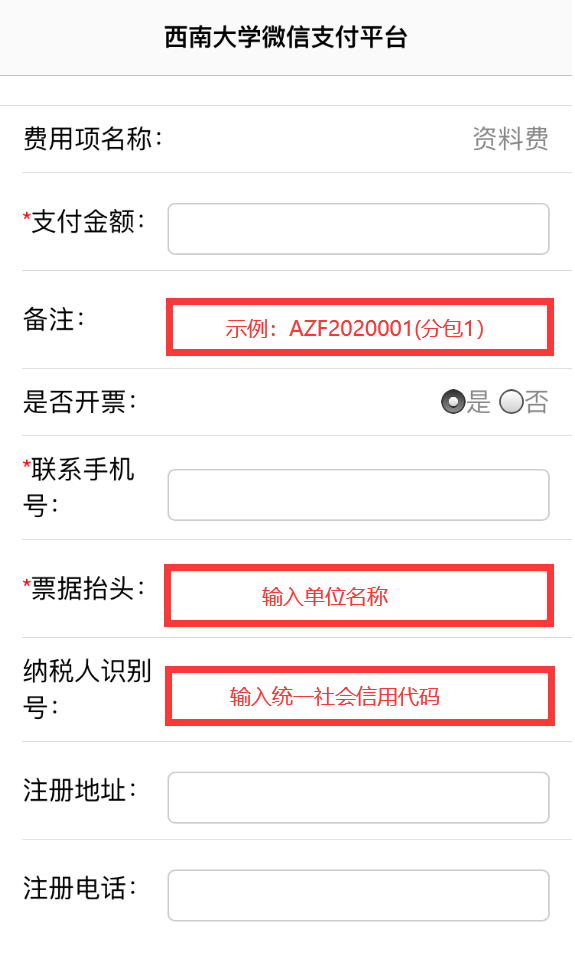 西南大学微信支付平台
费用项名称： 资料费
*支付金额：
备注： 示例：AZF2020001(分包1）
是否开票： 是 否
*联系手机
号：
*票据抬头： 输入单位名称
纳税人识别
号： 输入统一社会信用代码
注册地址：
注册电话：